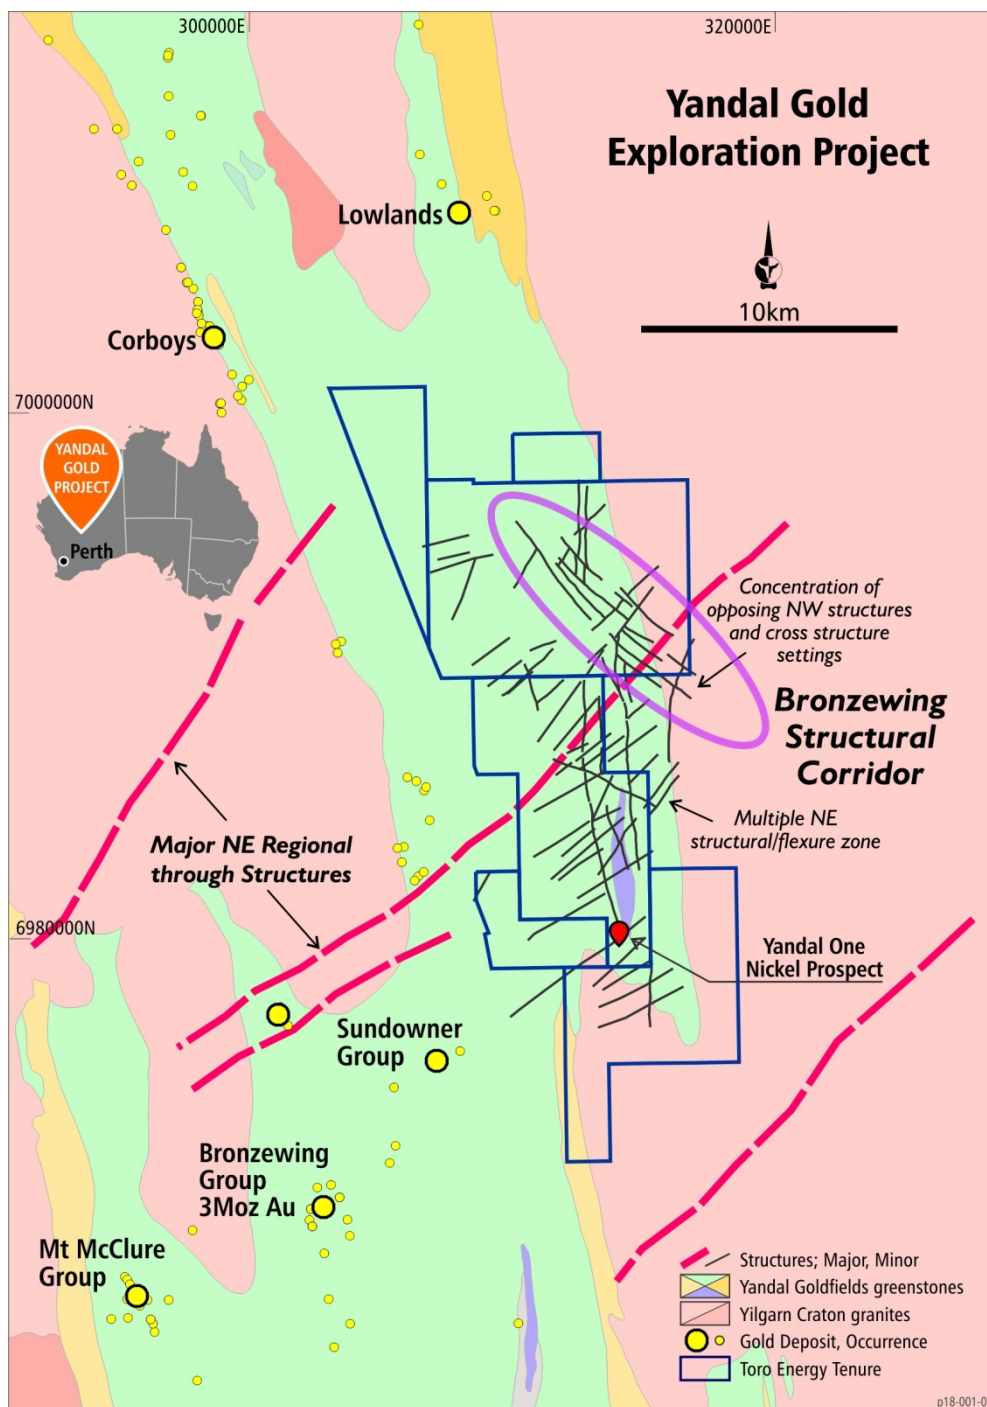 300000E
320000E
Yandal Gold
Exploration Project
Lowlands
10km
Corboys
7000000N
YANDAL
GOLD
PROJECT
Perth
Concentration of
opposing NW structures
and cross structure
settings
Bronzewing
Structural
Corridor
Multiple NE
structural/flexure zone
Major NE Regional
through Structures
6980000N
Yandal One
Nickel Prospect
Sundowner
Group
Bronzewing
Group
3Moz Au
Mt McClure
Group
Structures; Major, Minor
Yandal Goldfields greenstones
Yilgarn Craton granites
Gold Deposit, Occurrence
Toro Energy Tenure